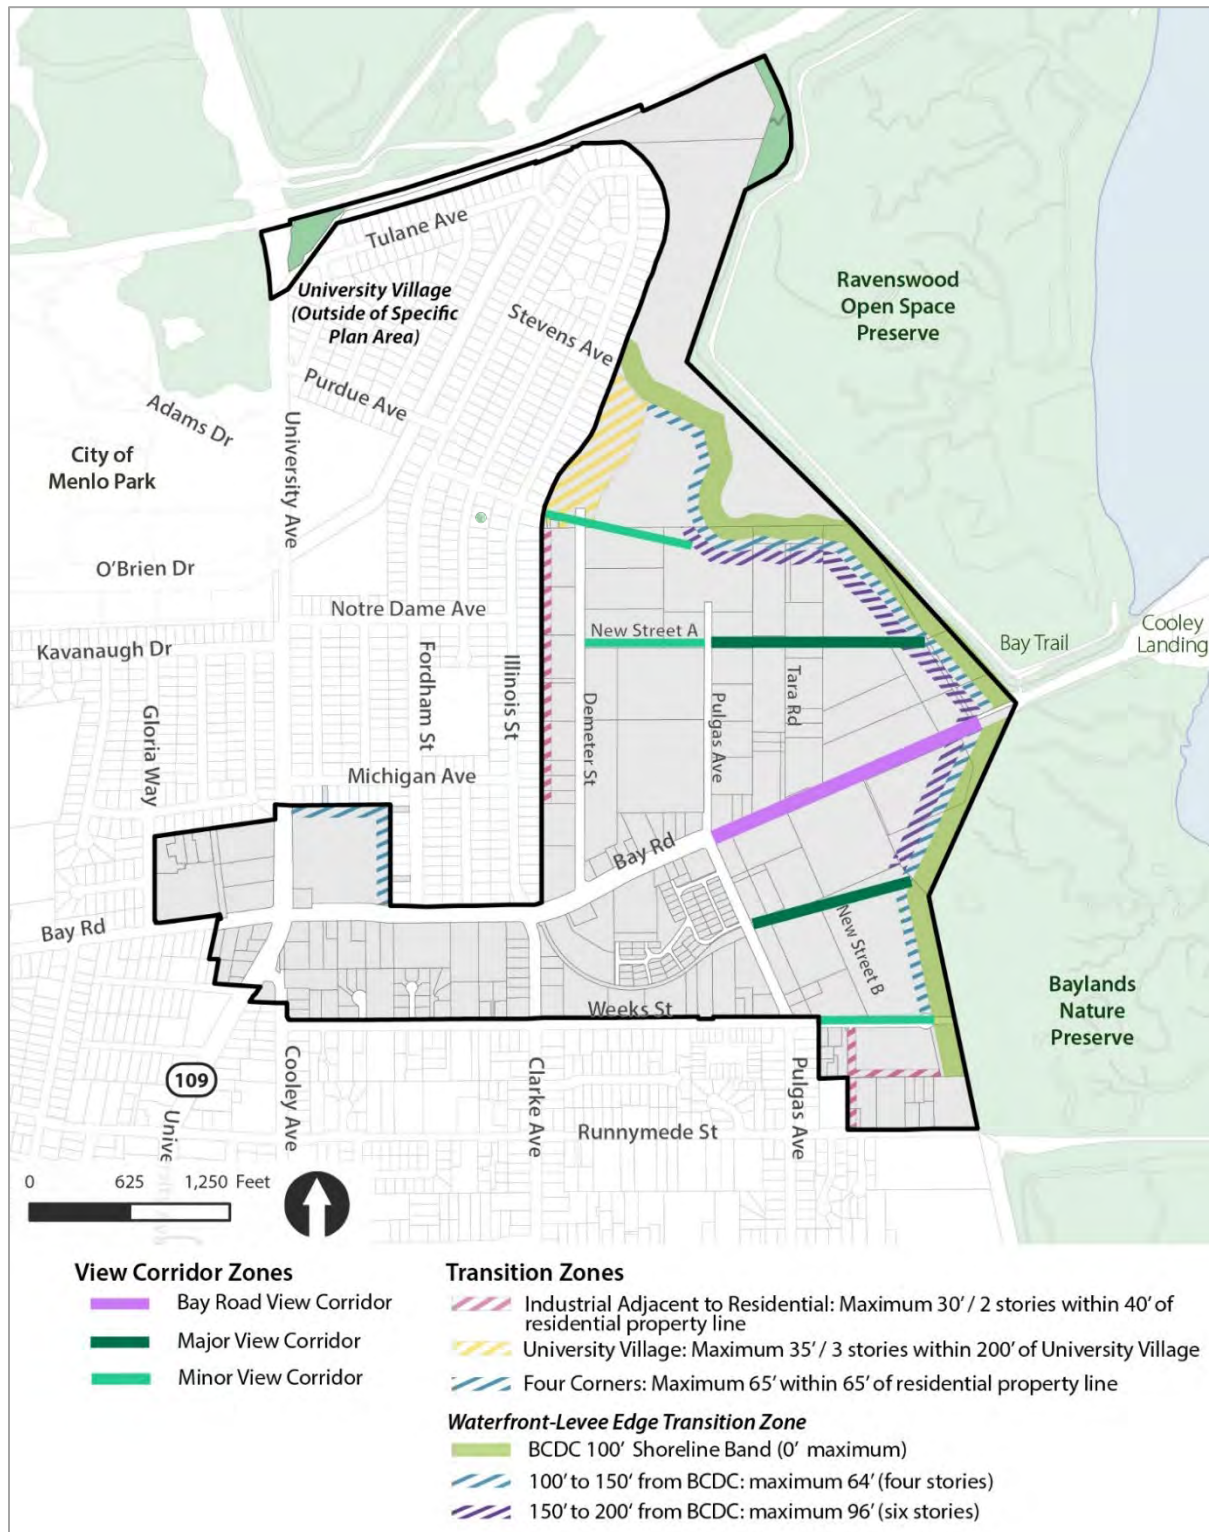 Tulane Ave
University Village
(Outside of Specific
Plan Area)
Stevens Ave
Purdue Ave
Ravenswood
Open Space
Preserve
Adams Dr
City of
Menlo Park
University Ave
O'Brien Dr
Notre Dame Ave
Kavanaugh Dr
Gloria Way
Fordham St
Illinois St
Michigan Ave
New Street A
Demeter St
Pulgas Ave
Tara Rd
Bay Trail
Cooley
Landing
Bay Rd
Bay Rd
New Street B
Weeks St
Baylands
Nature
Preserve
109
Cooley Ave
Clarke Ave
Pulgas Ave
Runnymede St
0 625 1,250 Feet
View Corridor Zones
Bay Road View Corridor
Major View Corridor
Minor View Corridor
Transition Zones
Industrial Adjacent to Residential: Maximum 30' / 2 stories within 40' of
residential property line
University Village: Maximum 35' / 3 stories within 200' of University Village
Four Corners: Maximum 65' within 65' of residential property line
Waterfront-Levee Edge Transition Zone
BCDC 100' Shoreline Band (0' maximum)
100' to 150' from BCDC: maximum 64' (four stories)
150' to 200' from BCDC: maximum 96' (six stories)